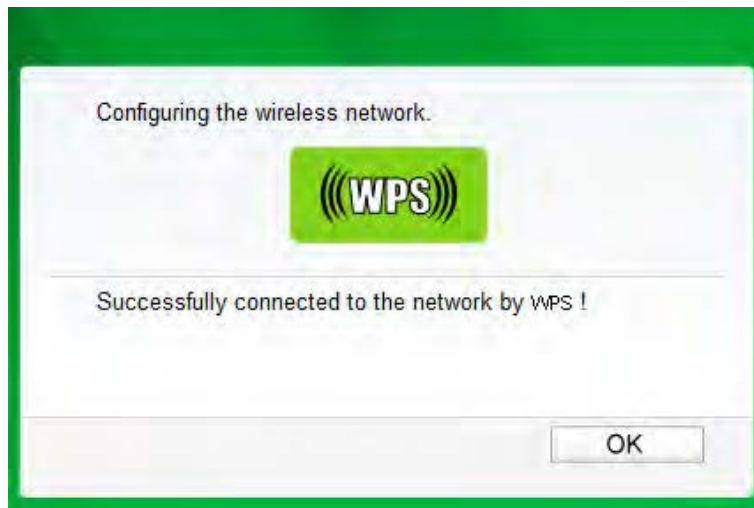 Configuring the wireless network.
(((WPS)))
Successfully connected to the network by WPS !
OK